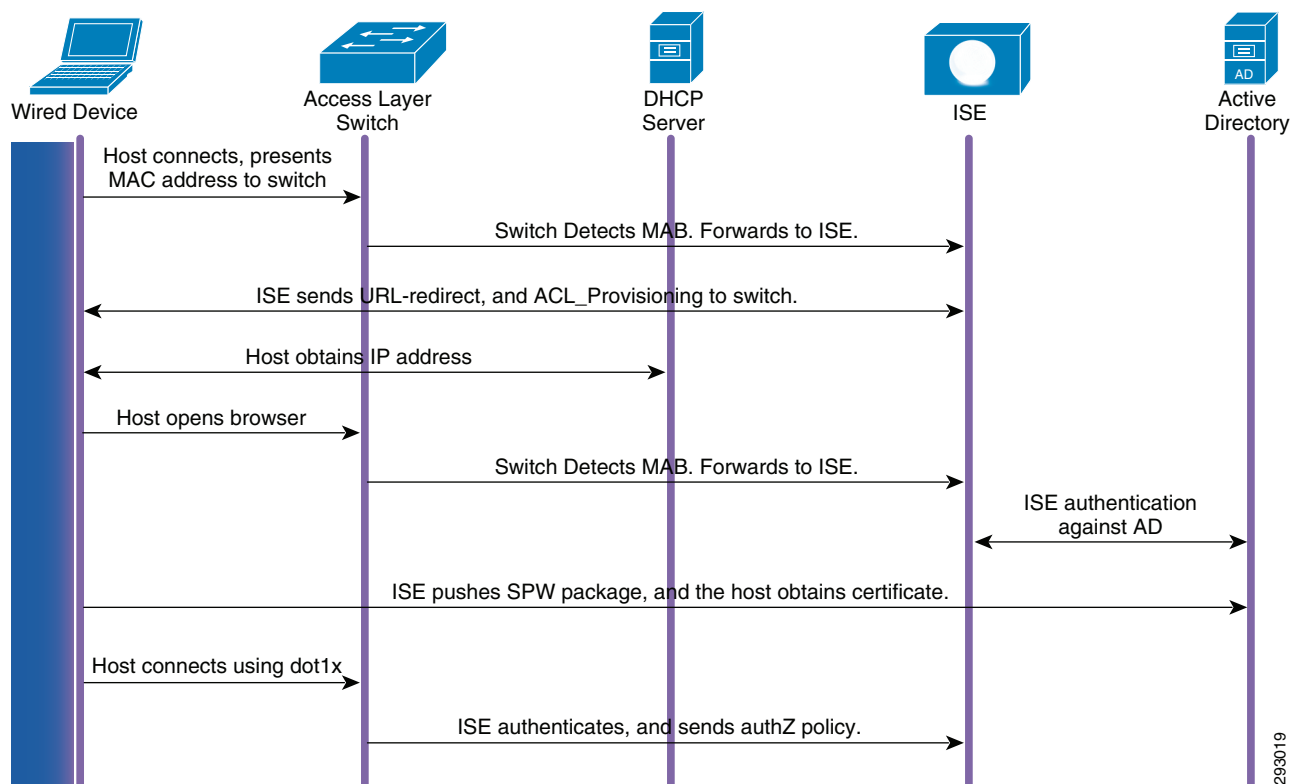 AD
Wired Device
Access Layer
Switch
DHCP
Server
ISE
Active
Directory
Host connects, presents
MAC address to switch
Switch Detects MAB. Forwards to ISE.
ISE sends URL-redirect, and ACL_Provisioning to switch.
Host obtains IP address
Host opens browser
Switch Detects MAB. Forwards to ISE.
ISE authentication
against AD
ISE pushes SPW package, and the host obtains certificate.
Host connects using dot1x
ISE authenticates, and sends authZ policy.
293019